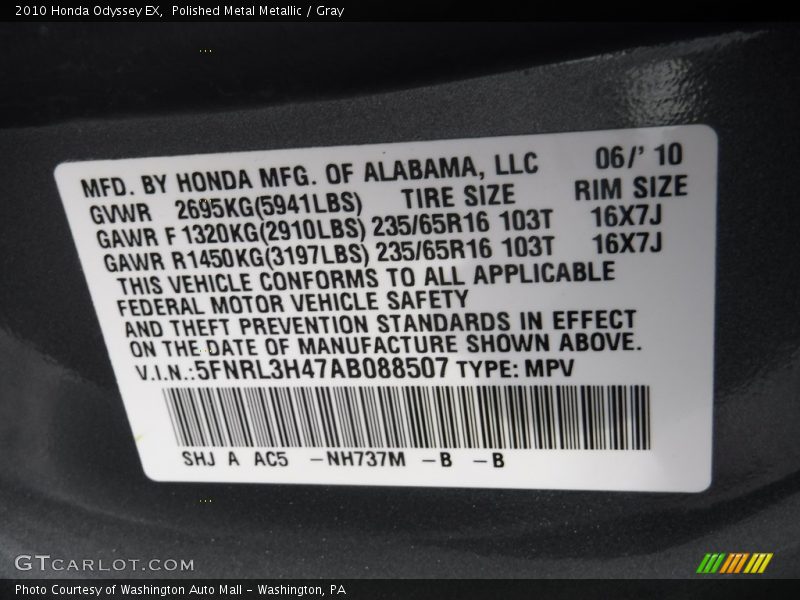 2010 Honda Odyssey EX, Polished Metal Metallic / Gray
MFD. BY HONDA MFG. OF ALABAMA, LLC 06/' 10
GVWR 2695KG(5941LBS) TIRE SIZE RIM SIZE
GAWR F 1320KG(2910LBS) 235/65R16 103T 16X7J
GAWR R1450KG(3197LBS) 235/65R16 103T 16X7J
THIS VEHICLE CONFORMS TO ALL APPLICABLE
FEDERAL MOTOR VEHICLE SAFETY
AND THEFT PREVENTION STANDARDS IN EFFECT
ON THE DATE OF MANUFACTURE SHOWN ABOVE.
V.I.N.:5FNRL3H47AB088507 TYPE: MPV
SHJ A AC5 -NH737M -B -B
GTCARLOT.COM
Photo Courtesy of Washington Auto Mall - Washington, PA